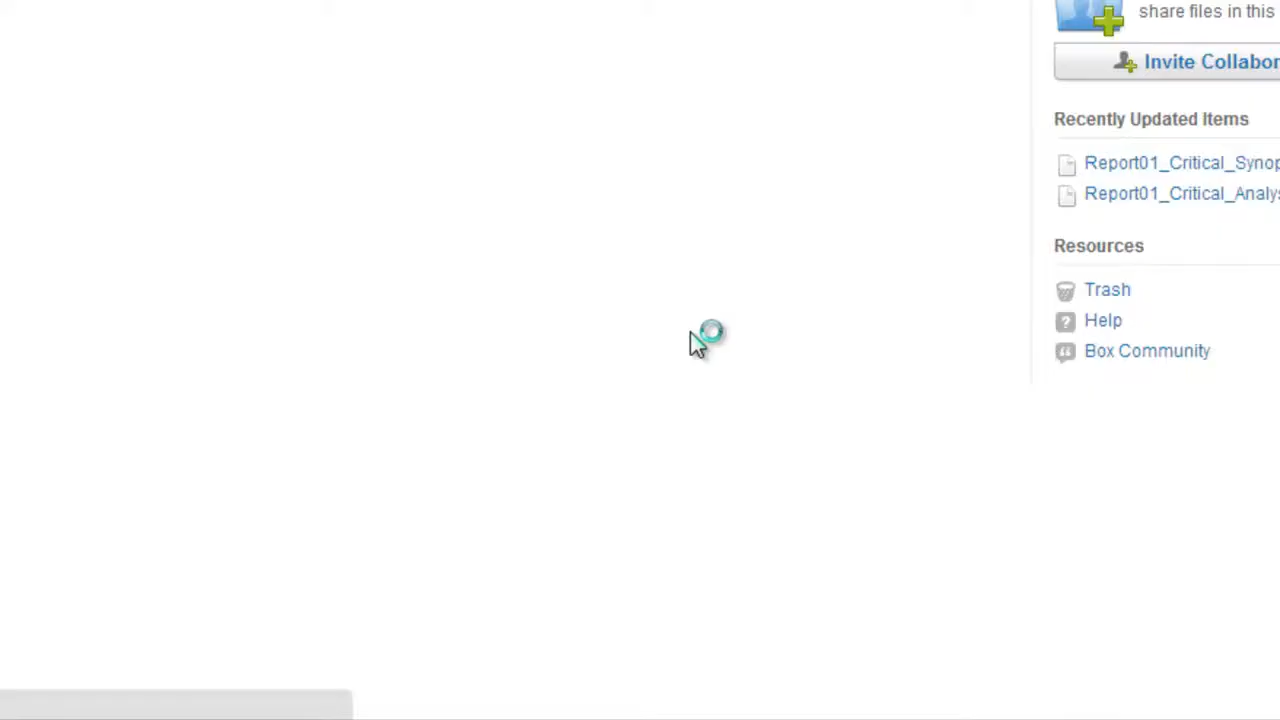 share files in this
Invite Collabor
Recently Updated Items
Report01_Critical_Synop
Report01_Critical_Analys
Resources
Trash
Help
Box Community